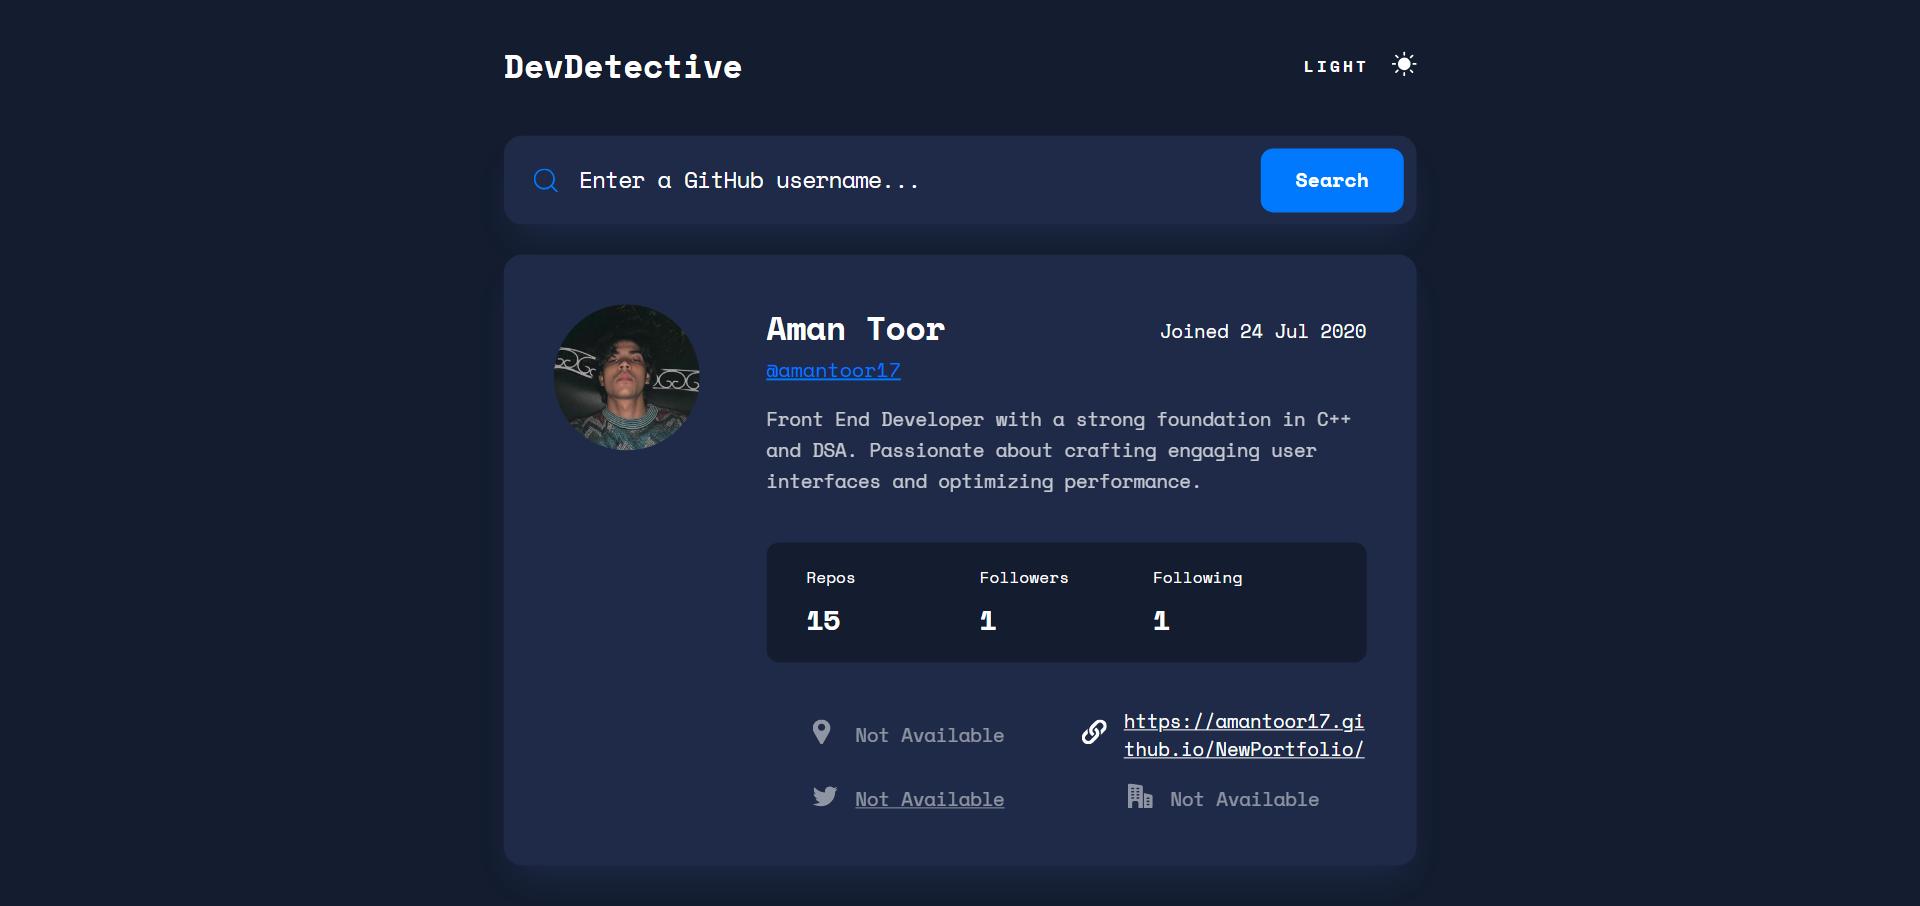 DevDetective
LIGHT
Enter a GitHub username...
Search
Aman Toor
Joined 24 Jul 2020
@amantoor17
Front End Developer with a strong foundation in C++
and DSA. Passionate about crafting engaging user
interfaces and optimizing performance.
Repos
Followers
Following
15
1
1
Not Available
https://amantoor17.gi
thub.io/NewPortfolio/
Not Available
Not Available